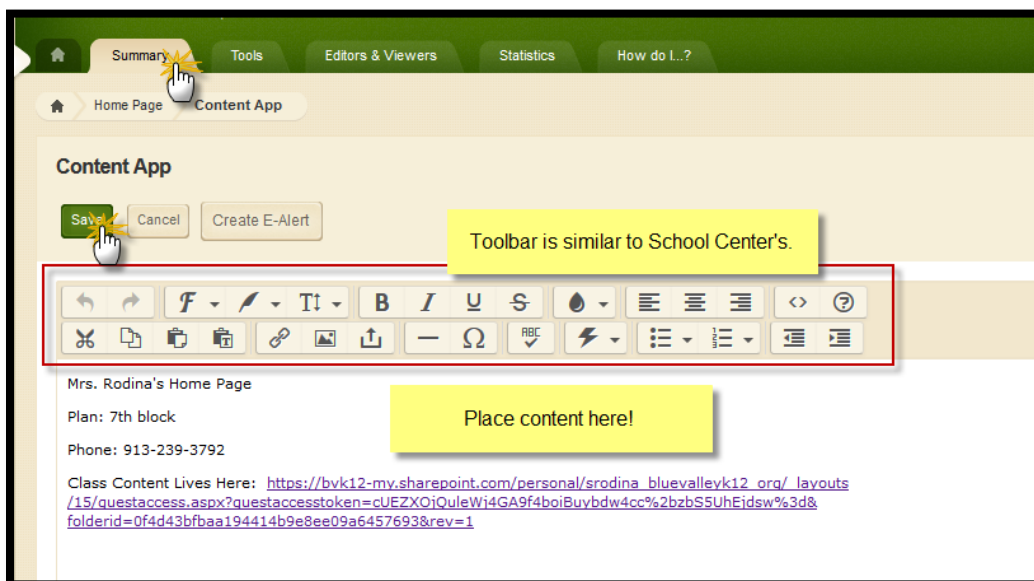 Summary Tools Editors & Viewers Statistics How do I...?
Home Page Content App
Content App
Save Cancel Create E-Alert
Toolbar is similar to School Center's.
Mrs. Rodina's Home Page
Place content here!
Plan: 7th block
Phone: 913-239-3792
Class Content Lives Here: https://bvk12-my.sharepoint.com/personal/srodina_bluevalleyk12_org/_layouts
/15/guestaccess.aspx?guestaccesstoken=cUEZXOjQuleWj4GA9f4boiBuybdw4cc%2bzbS5UhEjdsw%3d&
folderid=0f4d43bfbaa194414b9e8ee09a6457693&rev=1